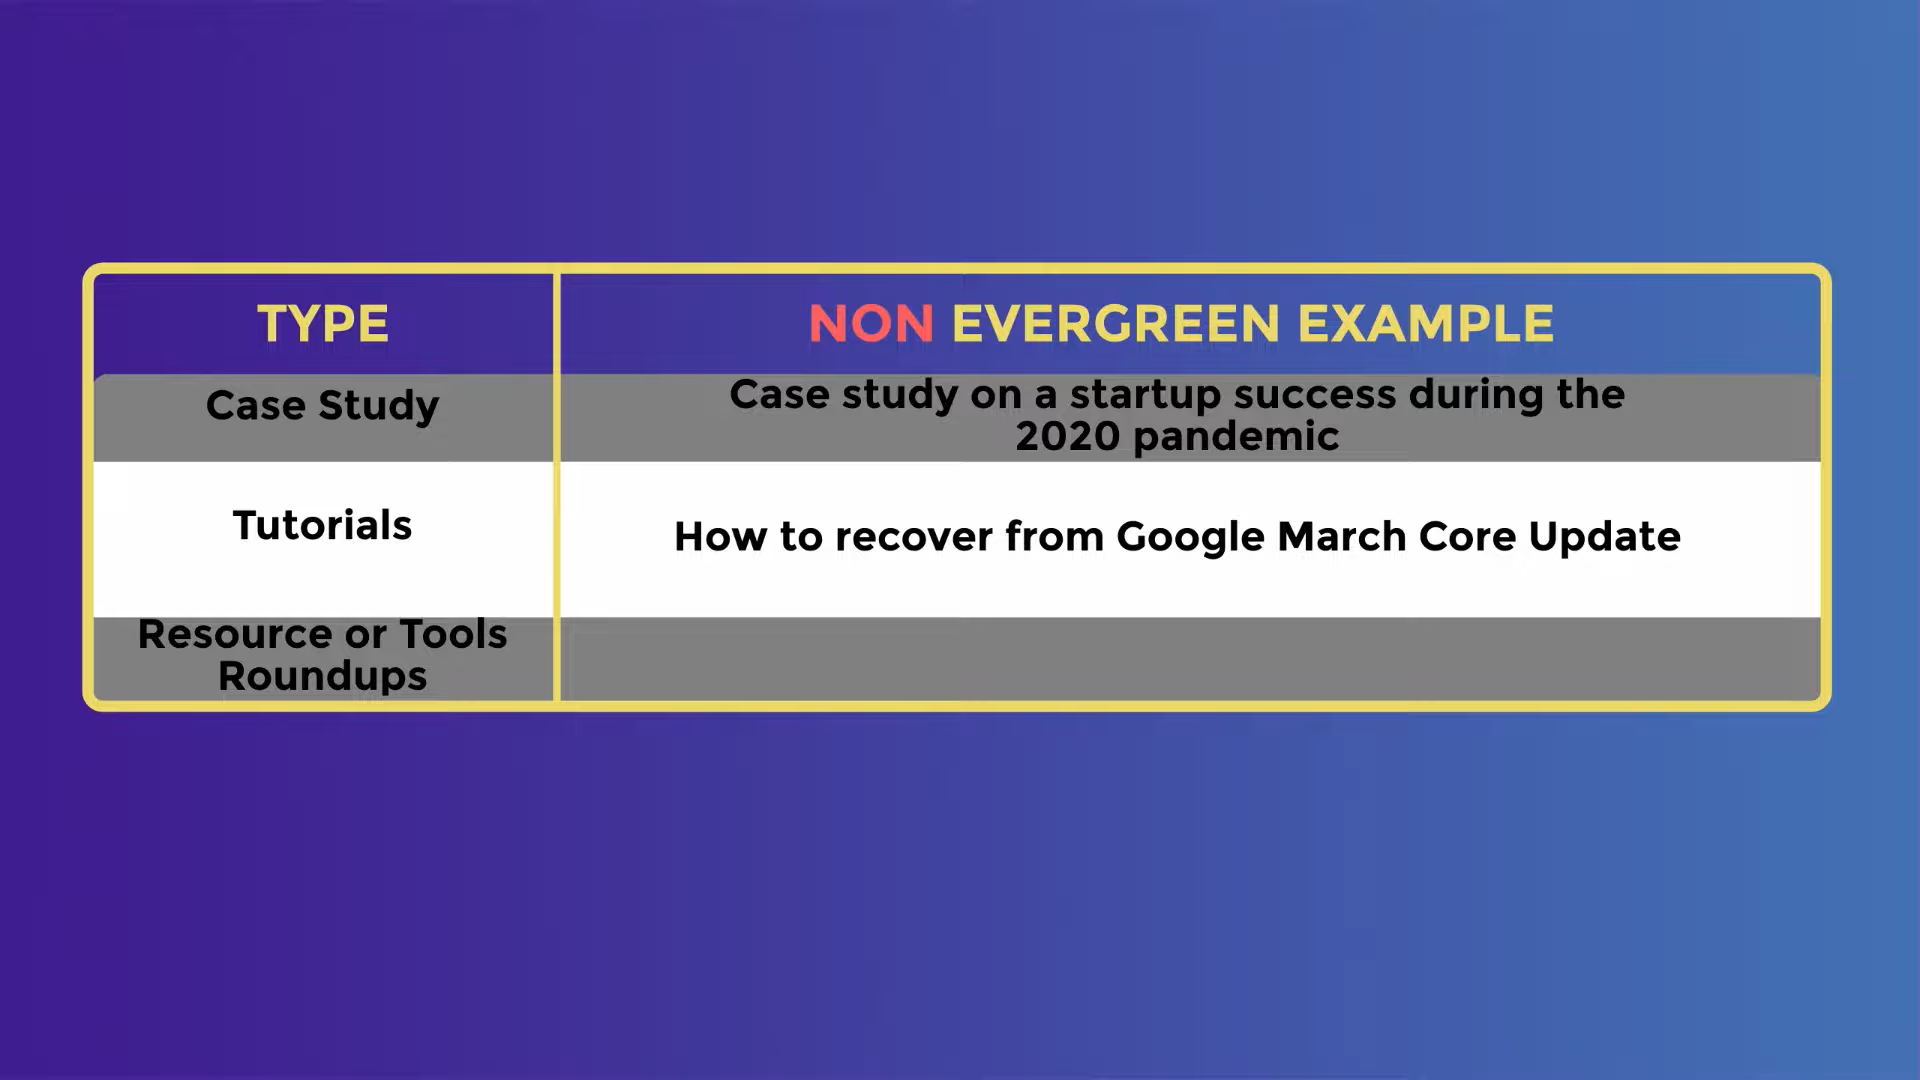 TYPE
NON EVERGREEN EXAMPLE
Case Study
Case study on a startup success during the
2020 pandemic
Tutorials
How to recover from Google March Core Update
Resource or Tools
Roundups